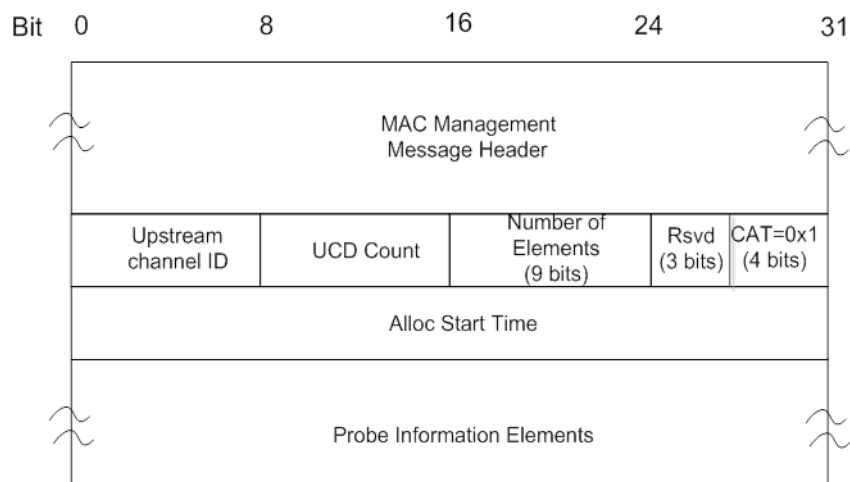 Bit 0 8 16 24 31
MAC Management
Message Header
Upstream
channel ID
UCD Count
Number of
Elements
(9 bits)
Rsvd
(3 bits)
CAT=0x1
(4 bits)
Alloc Start Time
Probe Information Elements